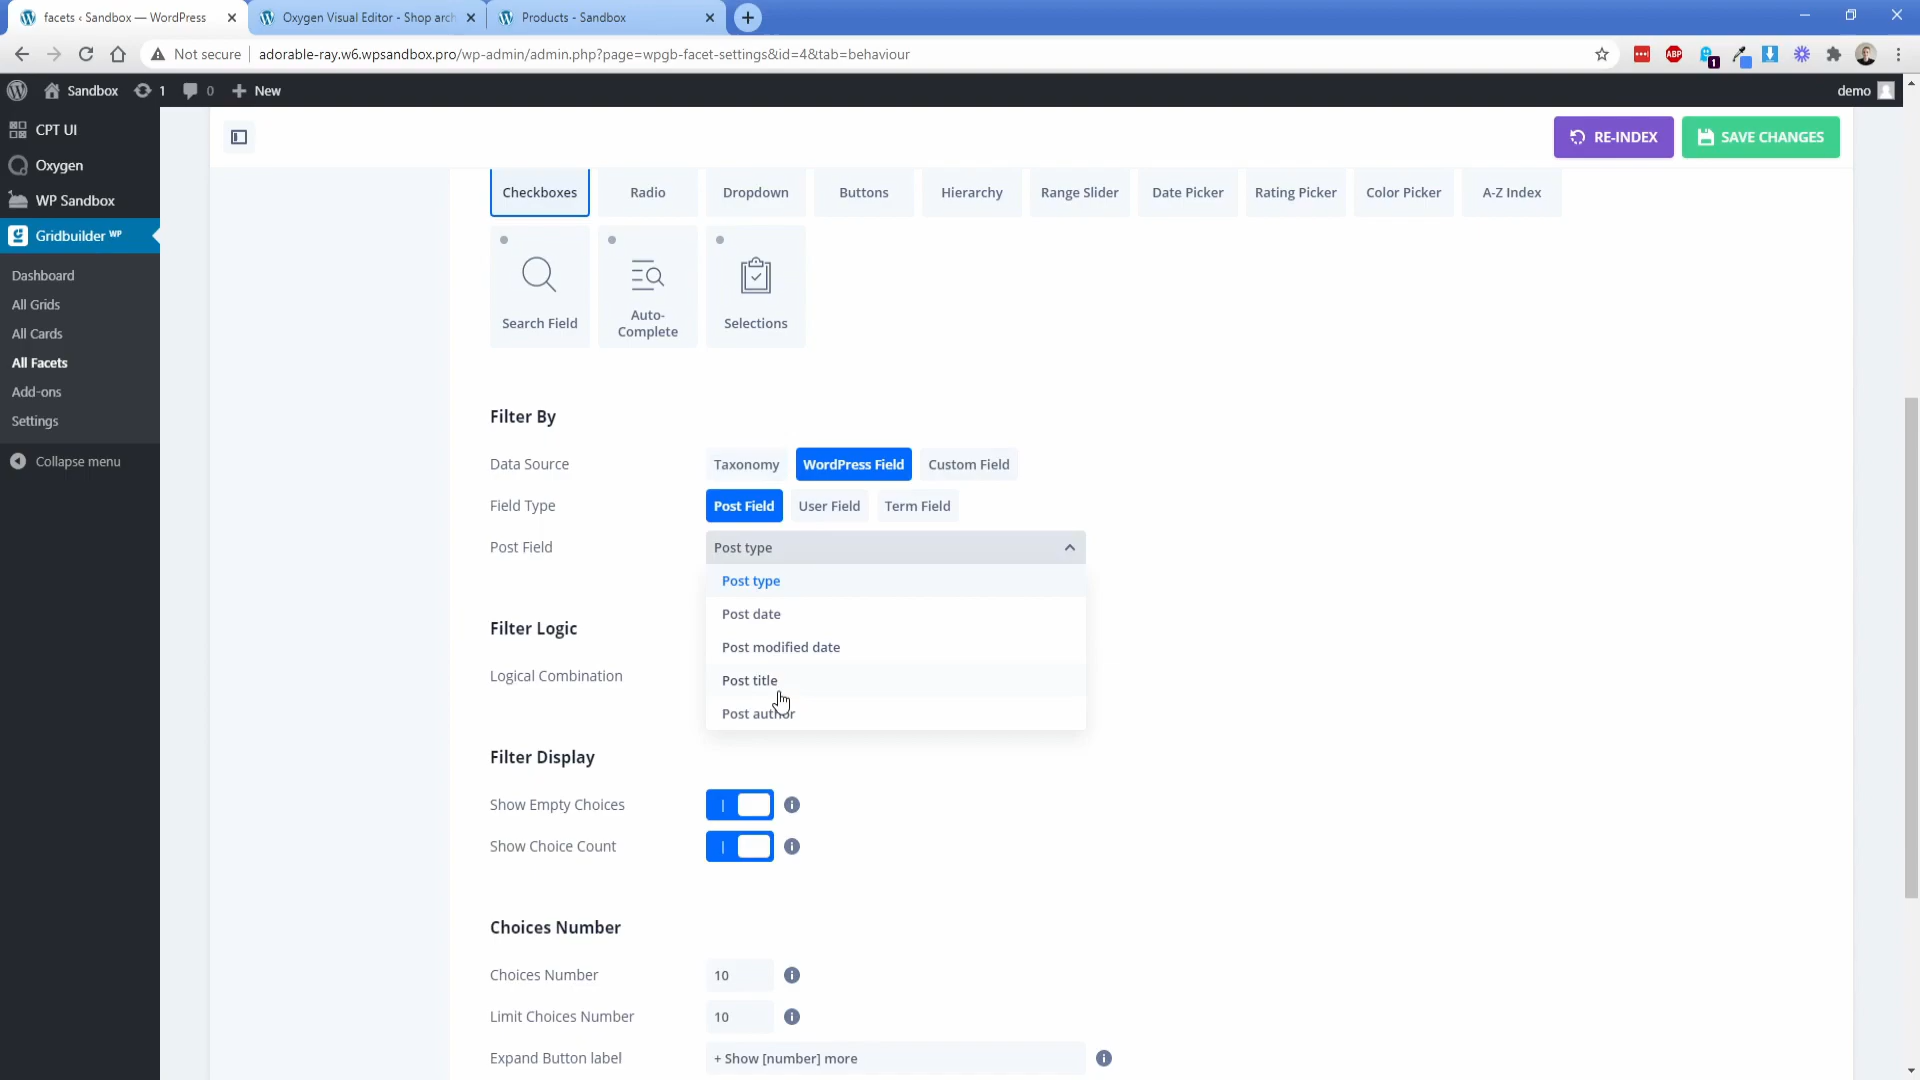 facets ‹ Sandbox — WordPress
Oxygen Visual Editor - Shop arch
Products - Sandbox
Not secure
adorable-ray.w6.wpsandbox.pro/wp-admin/admin.php?page=wpgb-facet-settings&id=4&tab=behaviour
ABP
1
Sandbox
1
0
New
demo
CPT UI
Oxygen
WP Sandbox
Gridbuilder WP
Dashboard
All Grids
All Cards
All Facets
Add-ons
Settings
Collapse menu
RE-INDEX
SAVE CHANGES
Checkboxes
Radio
Dropdown
Buttons
Hierarchy
Range Slider
Date Picker
Rating Picker
Color Picker
A-Z Index
Search Field
Auto-
Complete
Selections
Filter By
Data Source
Taxonomy
WordPress Field
Custom Field
Field Type
Post Field
User Field
Term Field
Post Field
Post type
Post type
Post date
Post modified date
Post title
Post author
Filter Logic
Logical Combination
Filter Display
Show Empty Choices
Show Choice Count
Choices Number
Choices Number
10
Limit Choices Number
10
Expand Button label
+ Show [number] more